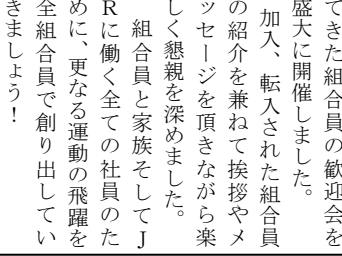 てきた組合員の歓迎会を
盛大に開催しました。
　加入、転入された組合員
の紹介を兼ねて挨拶やメ
ッセージを頂きながら楽
しく懇親を深めました。
　組合員と家族そしてJ
Rに働く全ての社員のた
めに、更なる運動の飛躍を
全組合員で創り出してい
きましょう！